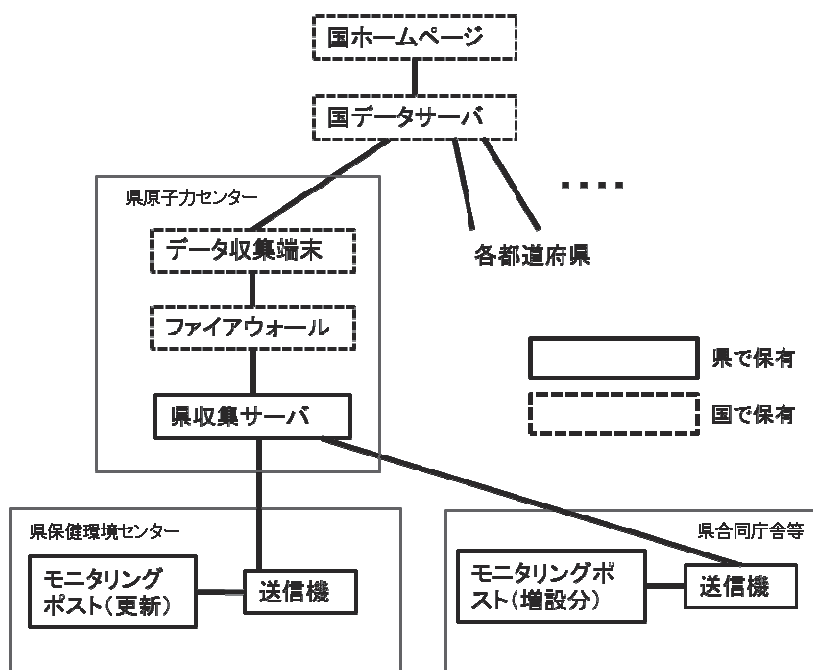 国ホームページ
国データサーバ
県原子力センター
データ収集端末
各都道府県
ファイアウォール
県で保有
国で保有
県収集サーバ
県保健環境センター
県合同庁舎等
モニタリング
ポスト(更新)
送信機
モニタリングポ
スト(増設分)
送信機